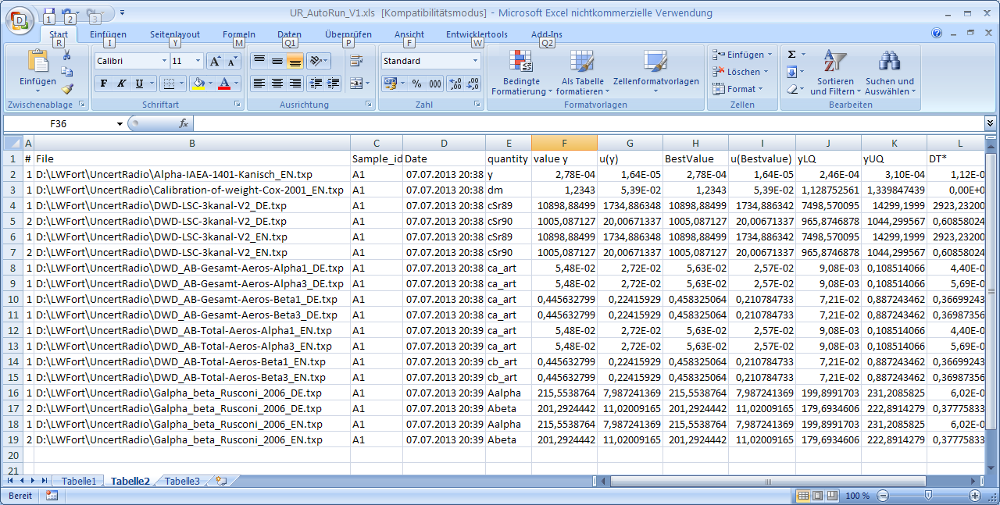 UR_AutoRun_V1.xls [Kompatibilitätsmodus] - Microsoft Excel nichtkommerzielle Verwendung
D 1 2 3
Start Einfügen Seitenlayout Formeln Daten Überprüfen Ansicht Entwicklertools Add-Ins
R I Y M Q1 P F W Q2
Calibri 11 Standard
Einfügen
F K U
% 000
Bedingte Formatierung
Als Tabelle formatieren
Zellenformatvorlagen
Einfügen
Löschen
Format
Sortieren und Filtern
Suchen und Auswählen
Zwischenablage Schriftart Ausrichtung Zahl Formatvorlagen Zellen Bearbeiten
F36 fx
A B C D E F G H I J K L
1 # File Sample_id Date quantity value y u(y) BestValue u(Bestvalue) yLQ yUQ DT*
2 1 D:\LWFort\UncertRadio\Alpha-IAEA-1401-Kanisch_EN.txp A1 07.07.2013 20:38 y 2,78E-04 1,64E-05 2,78E-04 1,64E-05 2,46E-04 3,10E-04 1,12E-0
3 1 D:\LWFort\UncertRadio\Calibration-of-weight-Cox-2001_EN.txp A1 07.07.2013 20:38 dm 1,2343 5,39E-02 1,2343 5,39E-02 1,128752561 1,339847439 0,00E+0
4 1 D:\LWFort\UncertRadio\DWD-LSC-3kanal-V2_DE.txp A1 07.07.2013 20:38 cSr89 10898,88499 1734,886348 10898,88499 1734,886342 7498,570095 14299,1999 2923,23200
5 2 D:\LWFort\UncertRadio\DWD-LSC-3kanal-V2_DE.txp A1 07.07.2013 20:38 cSr90 1005,087127 20,00671337 1005,087127 20,00671337 965,8746878 1044,299567 0,60858024
6 1 D:\LWFort\UncertRadio\DWD-LSC-3kanal-V2_EN.txp A1 07.07.2013 20:38 cSr89 10898,88499 1734,886348 10898,88499 1734,886342 7498,570095 14299,1999 2923,23200
7 2 D:\LWFort\UncertRadio\DWD-LSC-3kanal-V2_EN.txp A1 07.07.2013 20:38 cSr90 1005,087127 20,00671337 1005,087127 20,00671337 965,8746878 1044,299567 0,60858024
8 1 D:\LWFort\UncertRadio\DWD_AB-Gesamt-Aeros-Alpha1_DE.txp A1 07.07.2013 20:38 ca_art 5,48E-02 2,72E-02 5,63E-02 2,57E-02 9,08E-03 0,108514066 4,40E-0
9 1 D:\LWFort\UncertRadio\DWD_AB-Gesamt-Aeros-Alpha3_DE.txp A1 07.07.2013 20:38 ca_art 5,48E-02 2,72E-02 5,63E-02 2,57E-02 9,08E-03 0,108514066 5,69E-0
10 1 D:\LWFort\UncertRadio\DWD_AB-Gesamt-Aeros-Beta1_DE.txp A1 07.07.2013 20:38 ca_art 0,445632799 0,22415929 0,458325064 0,210784733 7,21E-02 0,887243462 0,36699243
11 1 D:\LWFort\UncertRadio\DWD_AB-Gesamt-Aeros-Beta3_DE.txp A1 07.07.2013 20:38 ca_art 0,445632799 0,22415929 0,458325064 0,210784733 7,21E-02 0,887243462 0,36987356
12 1 D:\LWFort\UncertRadio\DWD_AB-Total-Aeros-Alpha1_EN.txp A1 07.07.2013 20:39 ca_art 5,48E-02 2,72E-02 5,63E-02 2,57E-02 9,08E-03 0,108514066 4,40E-0
13 1 D:\LWFort\UncertRadio\DWD_AB-Total-Aeros-Alpha3_EN.txp A1 07.07.2013 20:39 ca_art 5,48E-02 2,72E-02 5,63E-02 2,57E-02 9,08E-03 0,108514066 5,69E-0
14 1 D:\LWFort\UncertRadio\DWD_AB-Total-Aeros-Beta1_EN.txp A1 07.07.2013 20:39 cb_art 0,445632799 0,22415929 0,458325064 0,210784733 7,21E-02 0,887243462 0,36699243
15 1 D:\LWFort\UncertRadio\DWD_AB-Total-Aeros-Beta3_EN.txp A1 07.07.2013 20:39 cb_art 0,445632799 0,22415929 0,458325064 0,210784733 7,21E-02 0,887243462 0,36987356
16 1 D:\LWFort\UncertRadio\Galpha_beta_Rusconi_2006_DE.txp A1 07.07.2013 20:39 Aalpha 215,5538764 7,987241369 215,5538764 7,987241369 199,8991703 231,2085825 6,02E-0
17 2 D:\LWFort\UncertRadio\Galpha_beta_Rusconi_2006_DE.txp A1 07.07.2013 20:39 Abeta 201,2924442 11,02009165 201,2924442 11,02009165 179,6934606 222,8914279 0,37775833
18 1 D:\LWFort\UncertRadio\Galpha_beta_Rusconi_2006_EN.txp A1 07.07.2013 20:39 Aalpha 215,5538764 7,987241369 215,5538764 7,987241369 199,8991703 231,2085825 6,02E-0
19 2 D:\LWFort\UncertRadio\Galpha_beta_Rusconi_2006_EN.txp A1 07.07.2013 20:39 Abeta 201,2924442 11,02009165 201,2924442 11,02009165 179,6934606 222,8914279 0,37775833
20
21
Tabelle1 Tabelle2 Tabelle3
Bereit 100 %